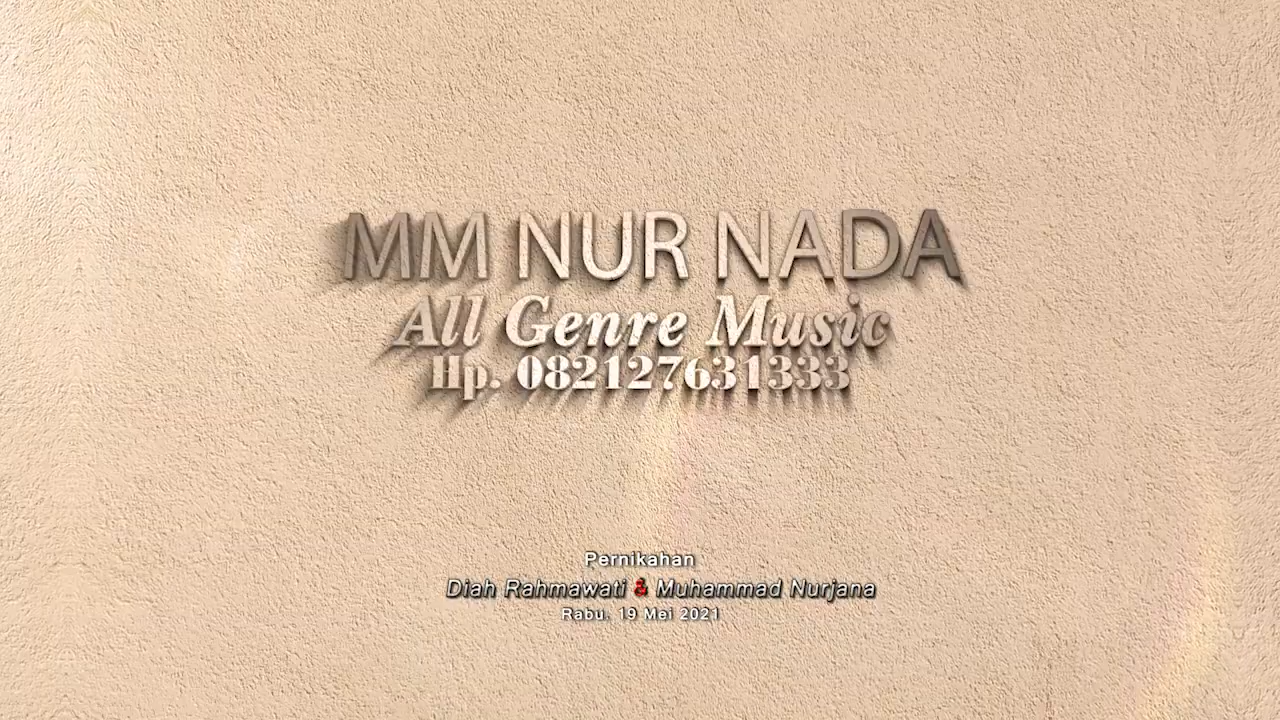 MM NUR NADA
All Genre Music
Hp. 082127631333
Pernikahan
Diah Rahmawati & Muhammad Nurjana
Rabu. 19 Mei 2021